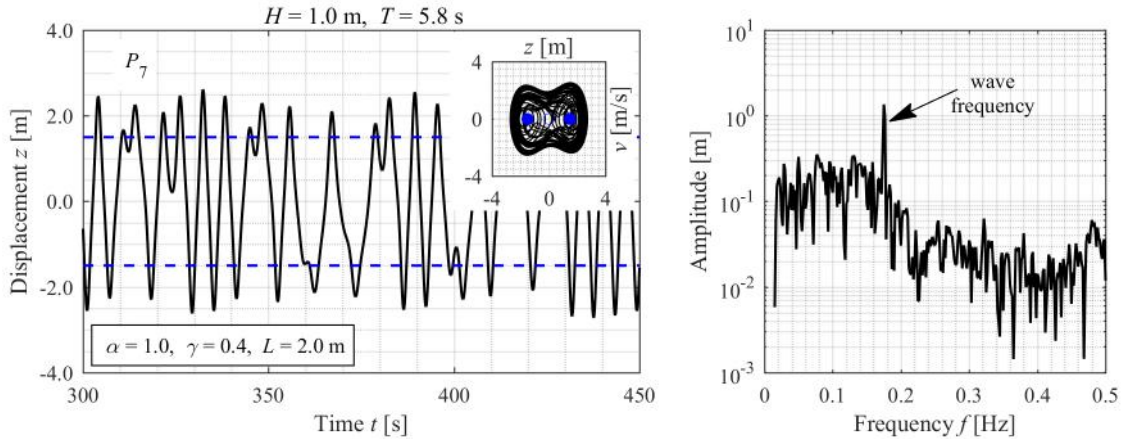 H = 1.0 m, T = 5.8 s
P7
z [m]
v [m/s]
4
0
-4
-4 0 4
Displacement z [m]
4.0
2.0
0.0
-2.0
-4.0
α = 1.0, γ = 0.4, L = 2.0 m
300 360 400 450
Time t [s]
wave
frequency
Amplitude [m]
10^1
10^0
10^-1
10^-2
10^-3
0 0.1 0.2 0.3 0.4 0.5
Frequency f [Hz]